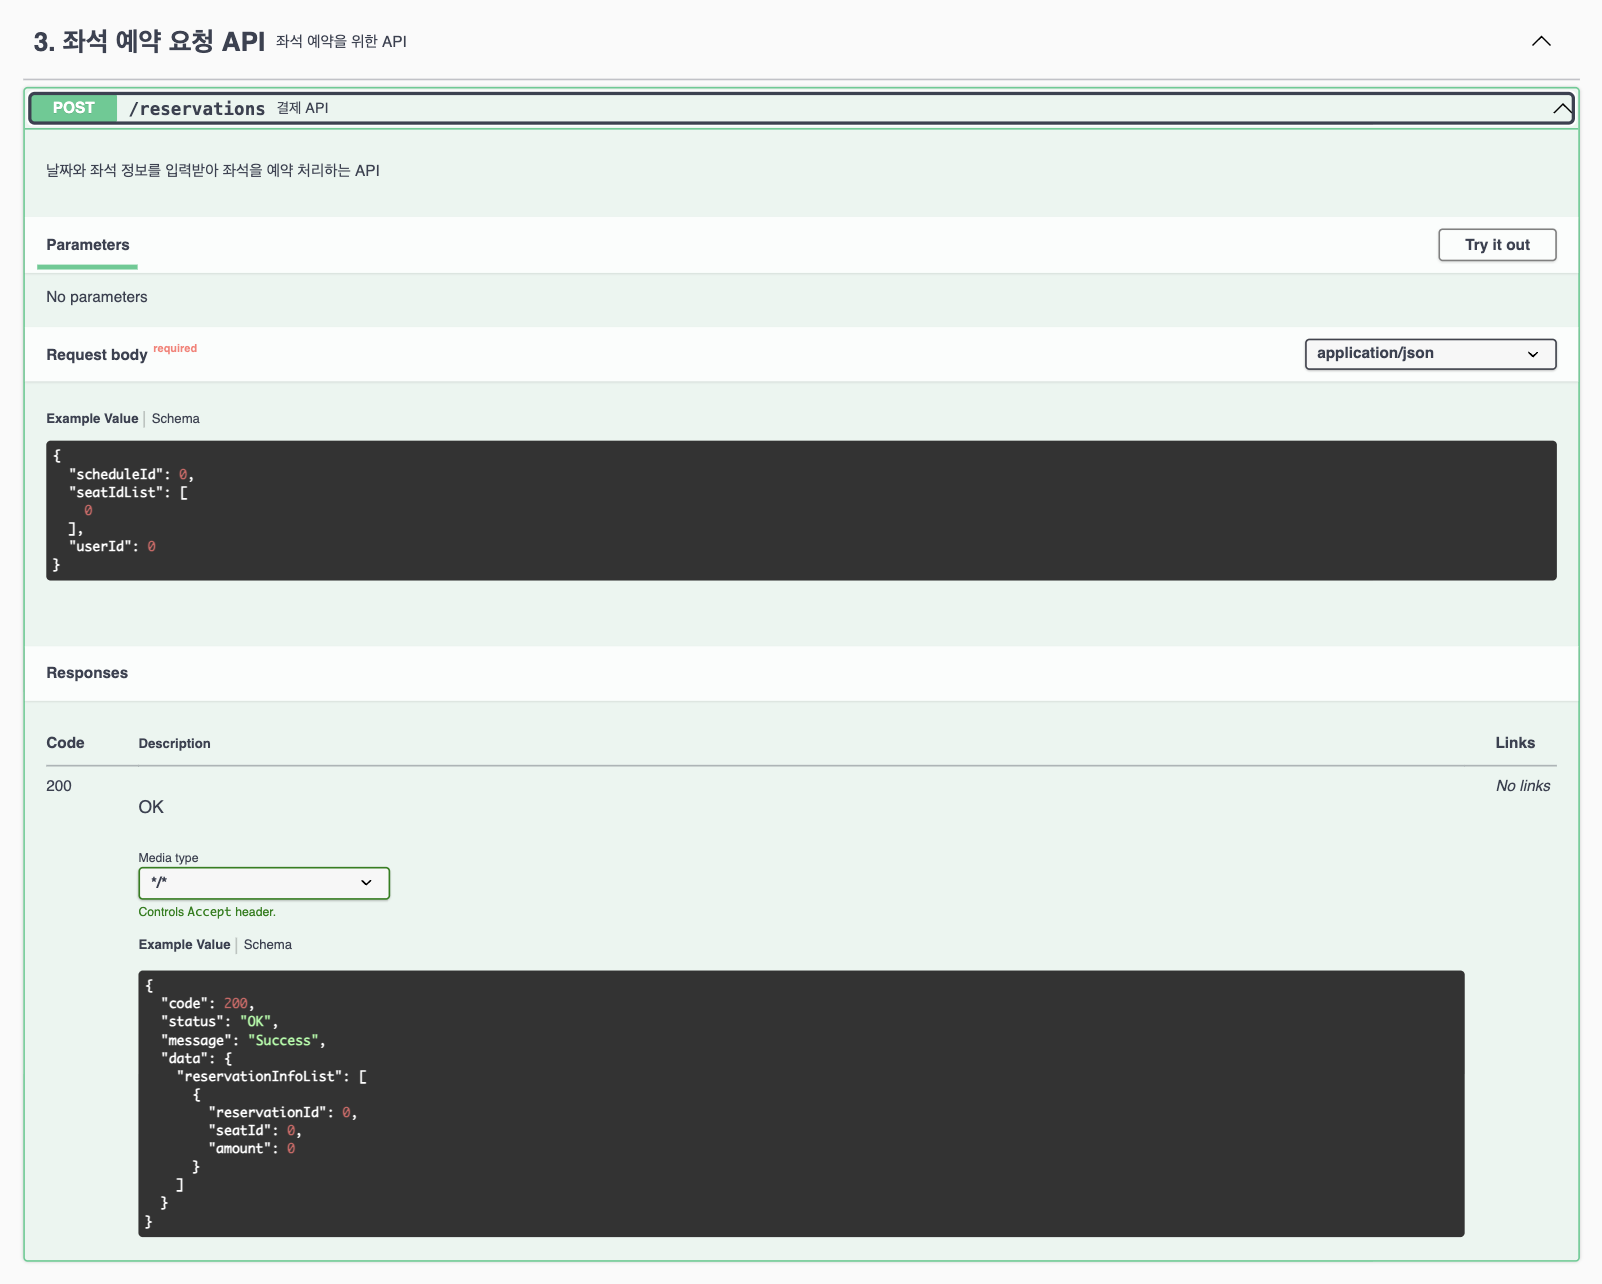 3. 좌석 예약 요청 API 좌석 예약을 위한 API
POST /reservations 결제 API
날짜와 좌석 정보를 입력받아 좌석을 예약 처리하는 API
Parameters Try it out
No parameters
Request body required application/json
Example Value | Schema
{
  "scheduleId": 0,
  "seatIdList": [
    0
  ],
  "userId": 0
}
Responses
Code Description Links
200 No links
OK
Media type
*/*
Controls Accept header.
Example Value | Schema
{
  "code": 200,
  "status": "OK",
  "message": "Success",
  "data": {
    "reservationInfoList": [
      {
        "reservationId": 0,
        "seatId": 0,
        "amount": 0
      }
    ]
  }
}